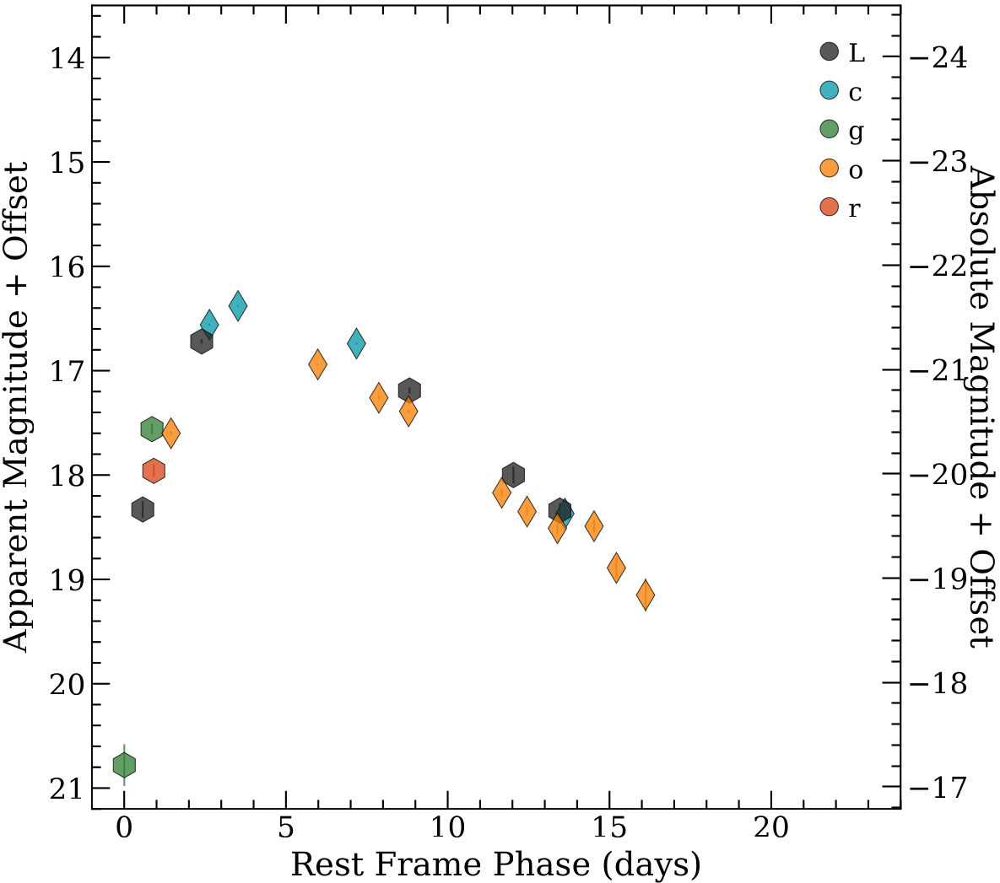 Apparent Magnitude + Offset
14
15
16
17
18
19
20
21
0
5
10
15
20
Rest Frame Phase (days)
−24
−23
−22
−21
−20
−19
−18
−17
Absolute Magnitude + Offset
L
c
g
o
r